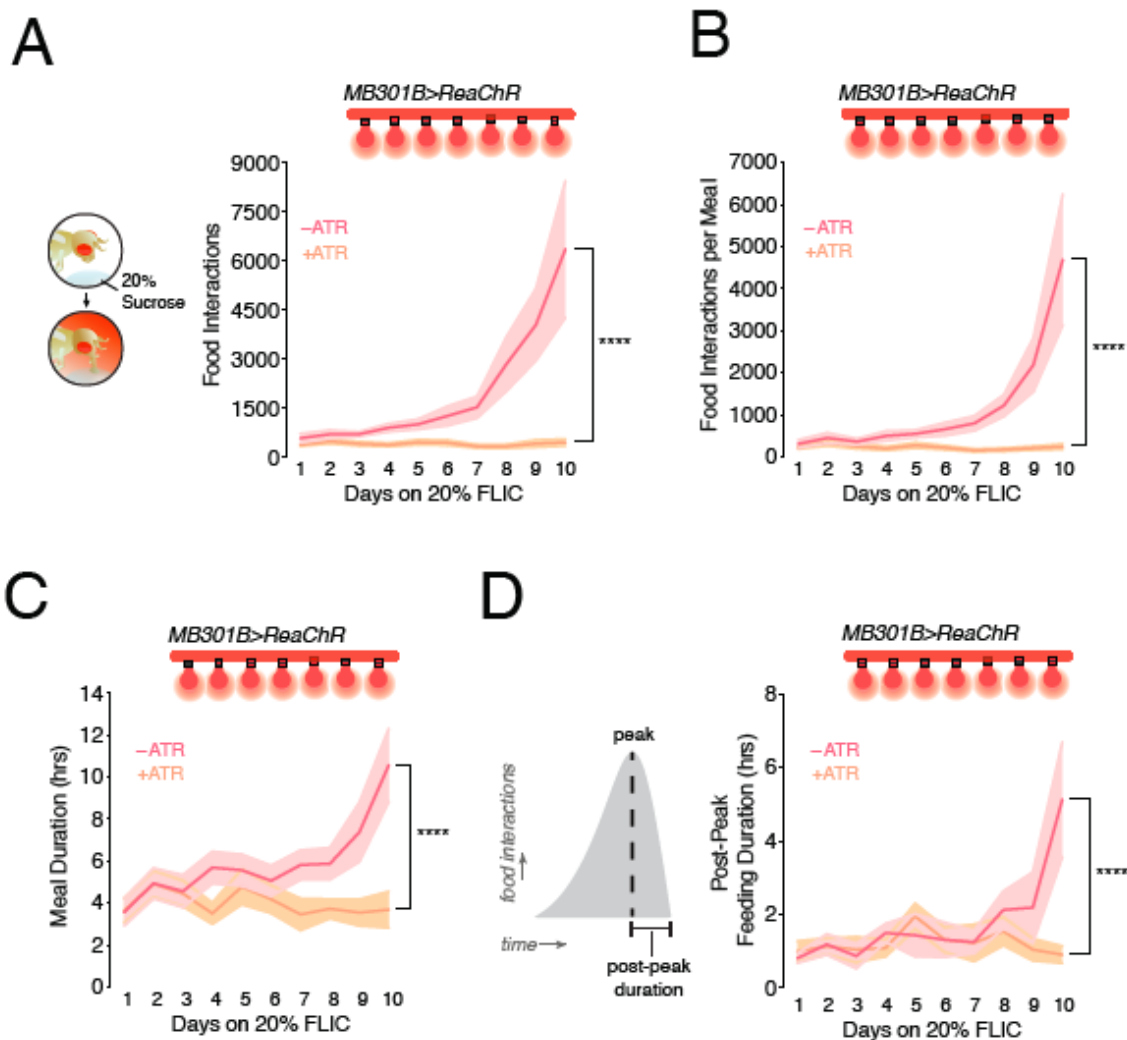 A
MB301B>ReaChR
Food Interactions
9000
7500
6000
4500
3000
1500
0
–ATR
+ATR
20%
Sucrose
****
1 2 3 4 5 6 7 8 9 10
Days on 20% FLIC
B
MB301B>ReaChR
Food Interactions per Meal
7000
6000
5000
4000
3000
2000
1000
0
–ATR
+ATR
****
1 2 3 4 5 6 7 8 9 10
Days on 20% FLIC
C
MB301B>ReaChR
Meal Duration (hrs)
14
12
10
8
6
4
2
0
–ATR
+ATR
****
1 2 3 4 5 6 7 8 9 10
Days on 20% FLIC
D
peak
food interactions
time
post-peak
duration
MB301B>ReaChR
Post-Peak
Feeding Duration (hrs)
8
6
4
2
0
–ATR
+ATR
****
1 2 3 4 5 6 7 8 9 10
Days on 20% FLIC